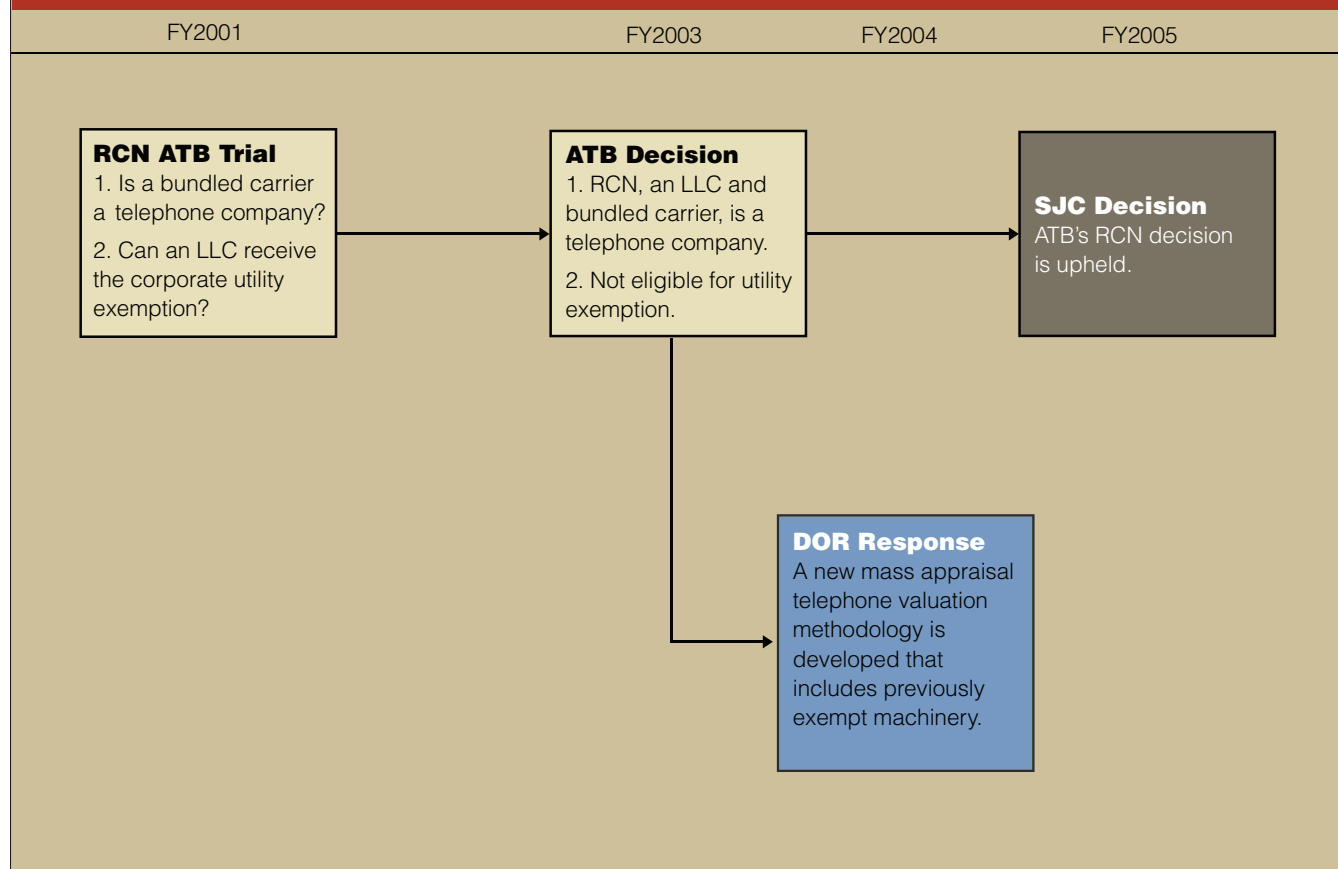 FY2001 FY2003 FY2004 FY2005
RCN ATB Trial
1. Is a bundled carrier
a telephone company?
2. Can an LLC receive
the corporate utility
exemption?
ATB Decision
1. RCN, an LLC and
bundled carrier, is a
telephone company.
2. Not eligible for utility
exemption.
SJC Decision
ATB's RCN decision
is upheld.
DOR Response
A new mass appraisal
telephone valuation
methodology is
developed that
includes previously
exempt machinery.